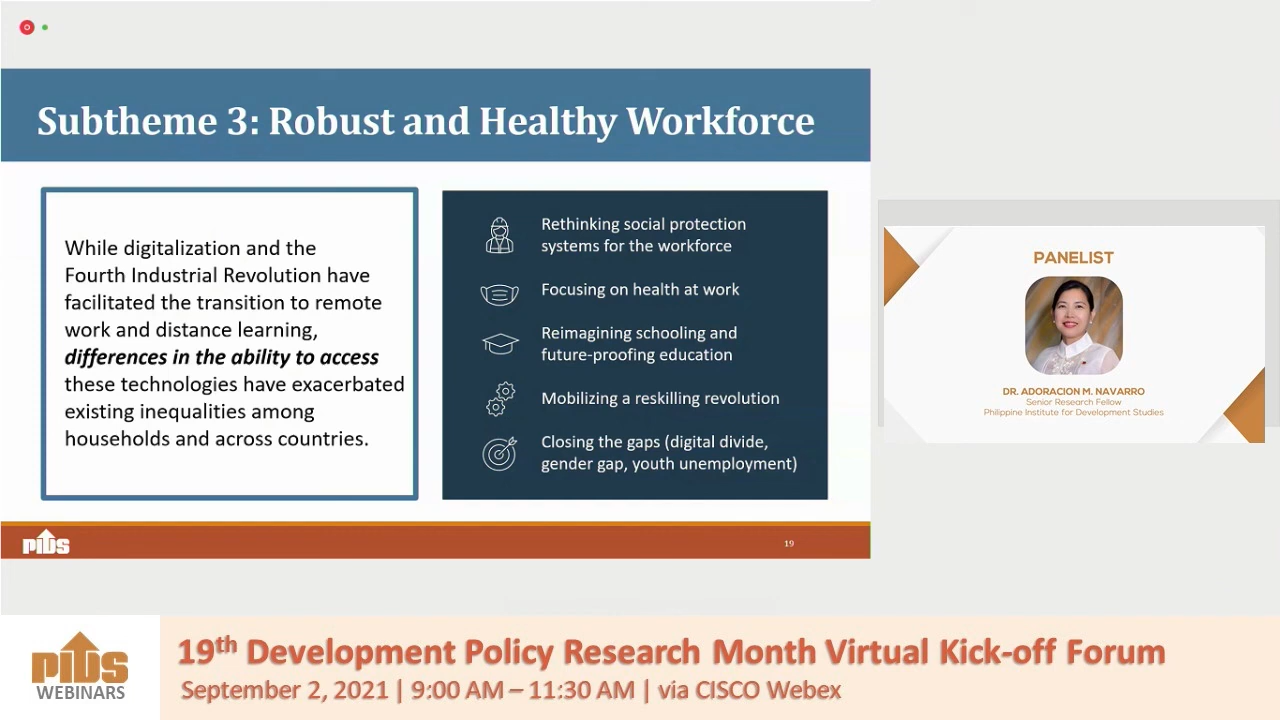 Subtheme 3: Robust and Healthy Workforce
While digitalization and the
Fourth Industrial Revolution have
facilitated the transition to remote
work and distance learning,
differences in the ability to access
these technologies have exacerbated
existing inequalities among
households and across countries.
Rethinking social protection
systems for the workforce
Focusing on health at work
Reimagining schooling and
future-proofing education
Mobilizing a reskilling revolution
Closing the gaps (digital divide,
gender gap, youth unemployment)
PIDS
19
PANELIST
DR. ADORACION M. NAVARRO
Senior Research Fellow
Philippine Institute for Development Studies
PIDS
WEBINARS
19th Development Policy Research Month Virtual Kick-off Forum
September 2, 2021 | 9:00 AM – 11:30 AM | via CISCO Webex